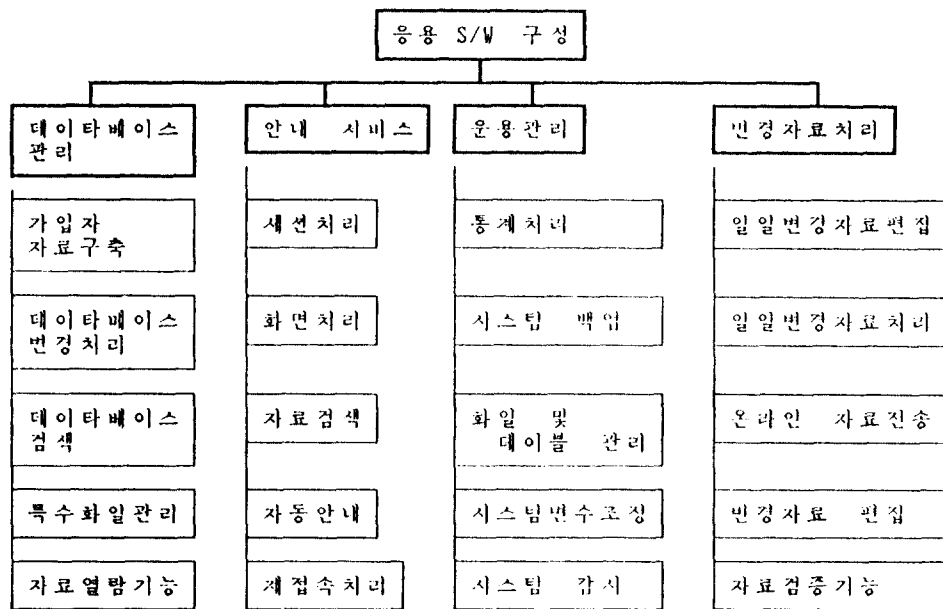 응용 S/W 구성
데이타베이스
관리
안내 서비스
운용관리
변경자료처리
가입자
자료구축
데이타베이스
변경처리
데이타베이스
검색
특수화일관리
자료열람기능
세션처리
화면처리
자료검색
자동안내
재접속처리
통계처리
시스팀 백업
화일 및
테이블 관리
시스팀변수조정
시스팀 감시
일일변경자료편집
일일변경자료처리
온라인 자료전송
변경자료 편집
자료검증기능